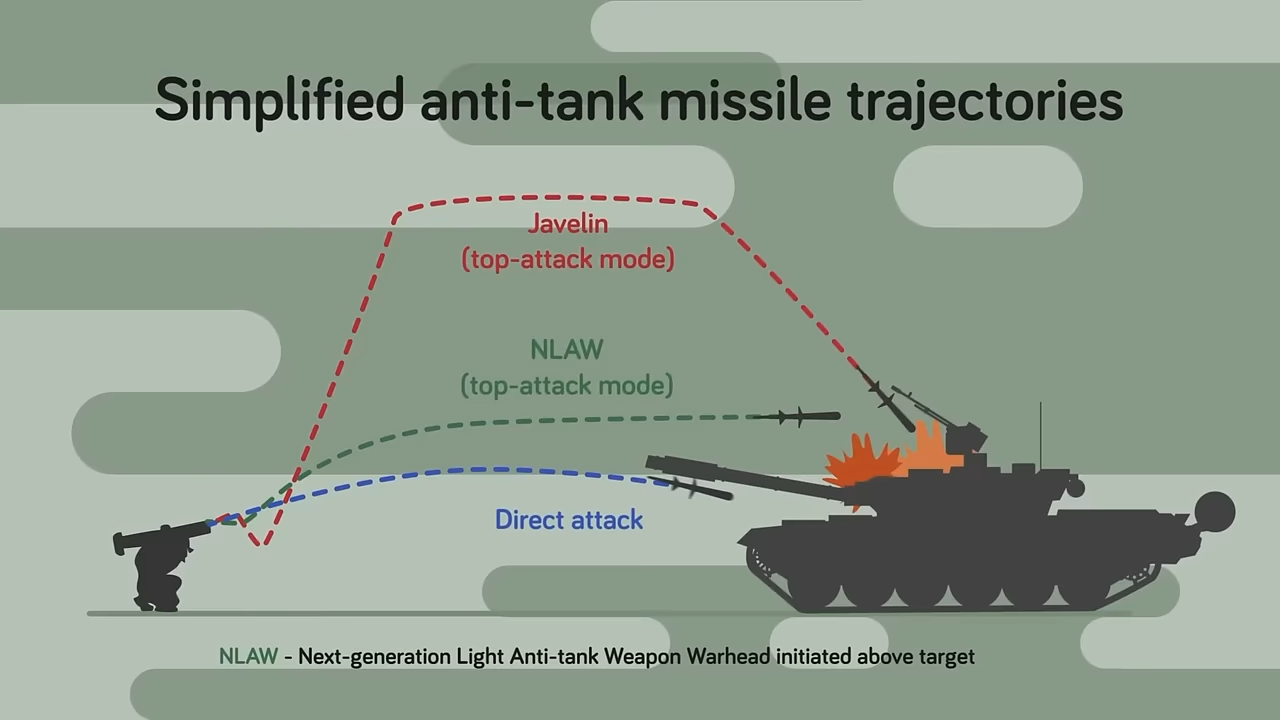 Simplified anti-tank missile trajectories
Javelin
(top-attack mode)
NLAW
(top-attack mode)
Direct attack
NLAW - Next-generation Light Anti-tank Weapon Warhead initiated above target